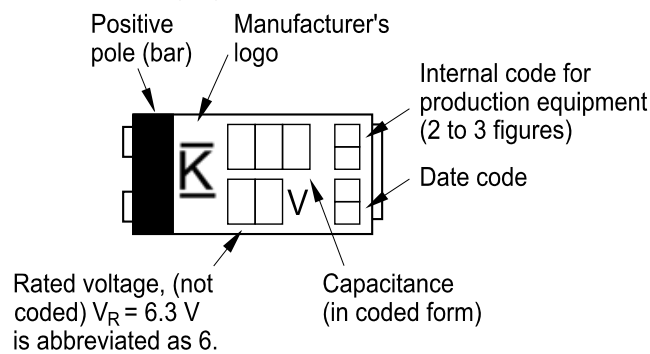 Positive
pole (bar)
Manufacturer's
logo
Internal code for
production equipment
(2 to 3 figures)
Date code
K
V
Rated voltage, (not
coded) VR = 6.3 V
is abbreviated as 6.
Capacitance
(in coded form)